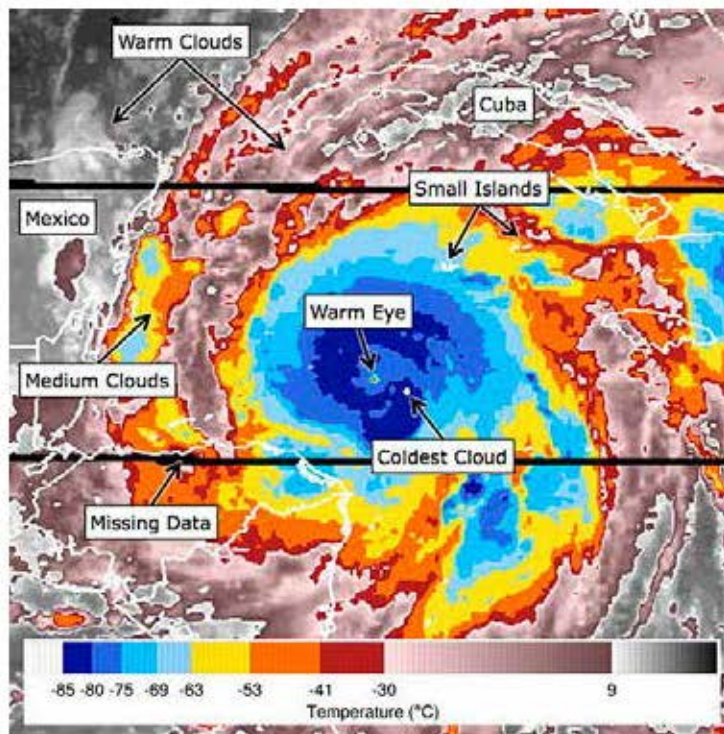 Warm Clouds
Cuba
Small Islands
Mexico
Warm Eye
Medium Clouds
Coldest Cloud
Missing Data
-85 -80 -75 -69 -63 -53 -41 -30 9
Temperature (°C)